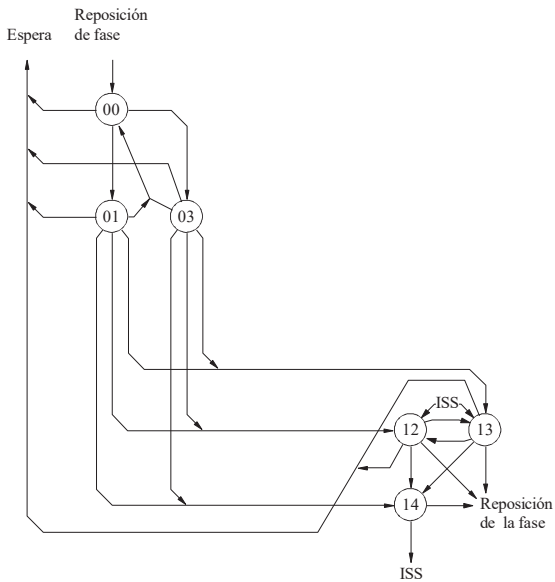 Reposición
Espera de fase
00
01 03
ISS
12 13
14 Reposición
de la fase
ISS